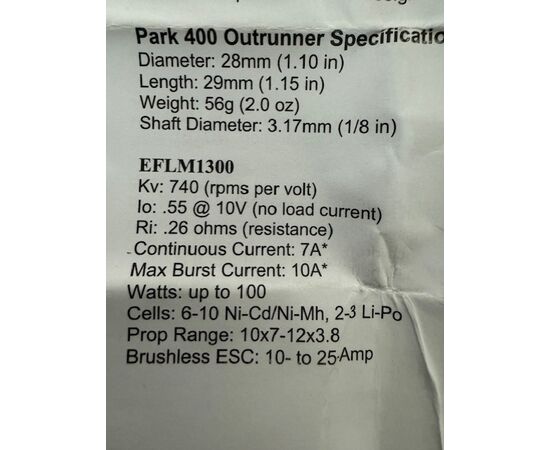 Park 400 Outrunner Specificatio
Diameter: 28mm (1.10 in)
Length: 29mm (1.15 in)
Weight: 56g (2.0 oz)
Shaft Diameter: 3.17mm (1/8 in)
EFLM1300
Kv: 740 (rpms per volt)
Io: .55 @ 10V (no load current)
Ri: .26 ohms (resistance)
Continuous Current: 7A*
Max Burst Current: 10A*
Watts: up to 100
Cells: 6-10 Ni-Cd/Ni-Mh, 2-3 Li-Po
Prop Range: 10x7-12x3.8
Brushless ESC: 10- to 25-Amp